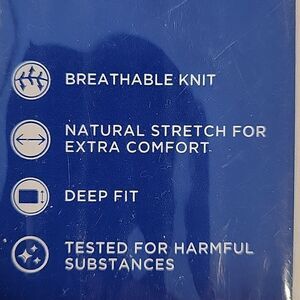 BREATHABLE KNIT
NATURAL STRETCH FOR
EXTRA COMFORT
DEEP FIT
TESTED FOR HARMFUL
SUBSTANCES